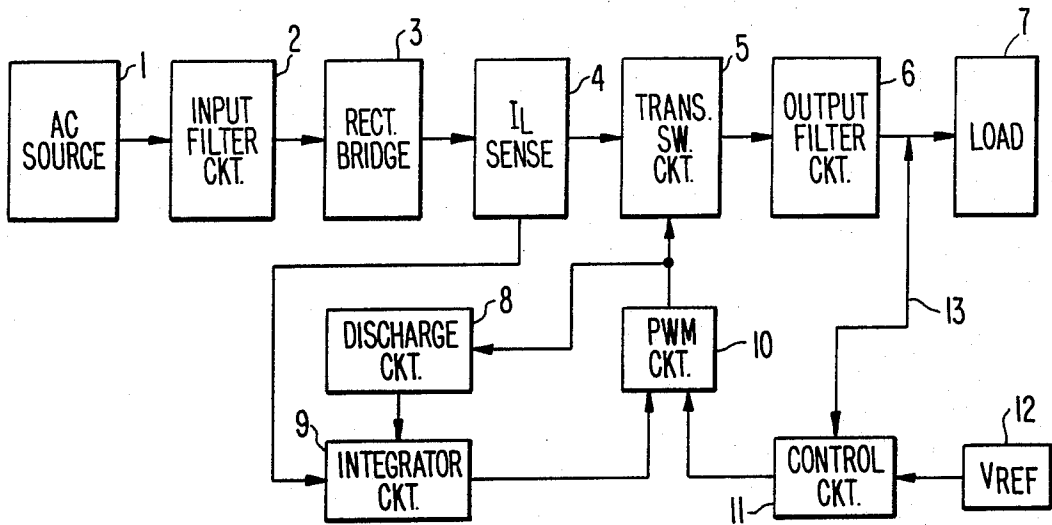 1
AC
SOURCE
2
INPUT
FILTER
CKT.
3
RECT.
BRIDGE
4
IL
SENSE
5
TRANS.
SW.
CKT.
6
OUTPUT
FILTER
CKT.
7
LOAD
8
DISCHARGE
CKT.
9
INTEGRATOR
CKT.
PWM
CKT.
10
13
CONTROL
CKT.
11
12
VREF